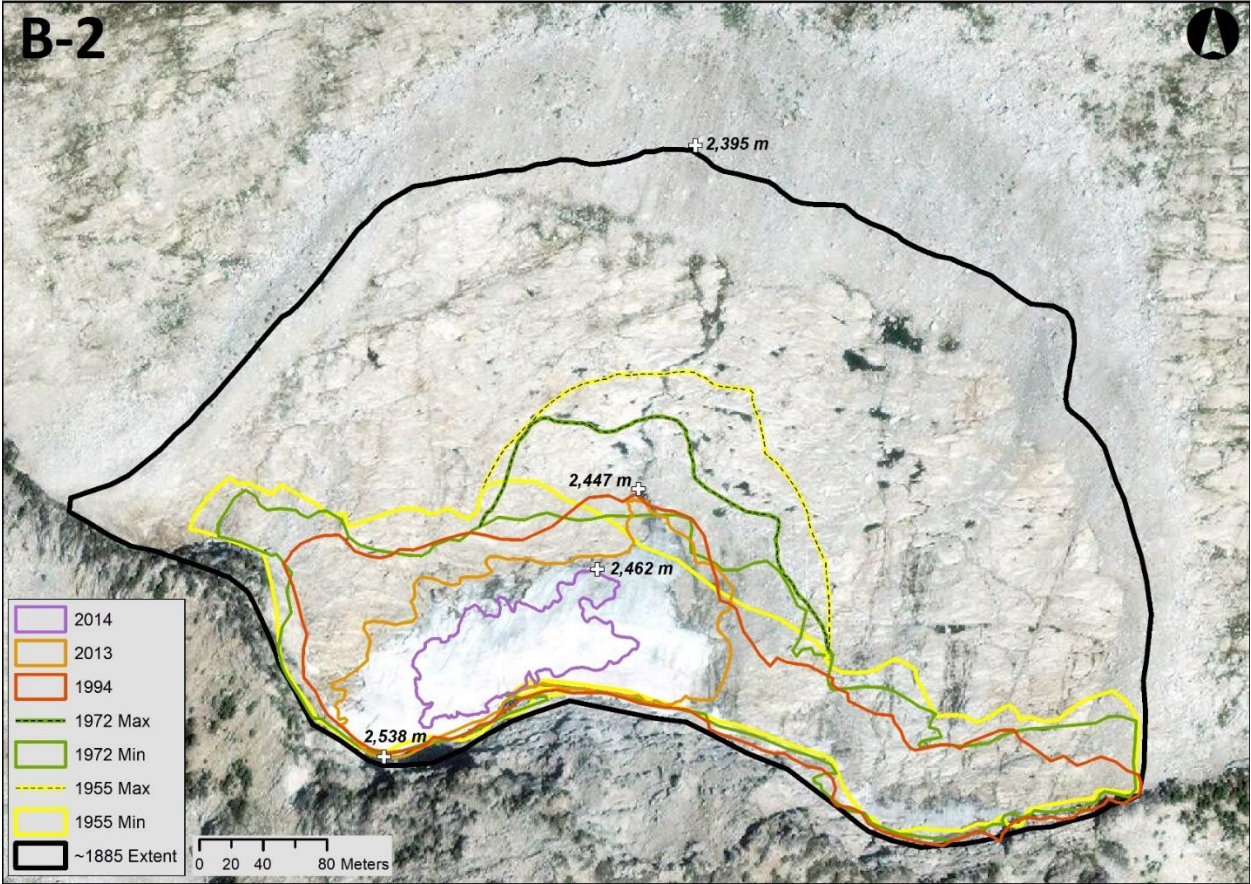 B-2
2,395 m
2,447 m
2,462 m
2,538 m
2014
2013
1994
1972 Max
1972 Min
1955 Max
1955 Min
~1885 Extent
0 20 40 80 Meters